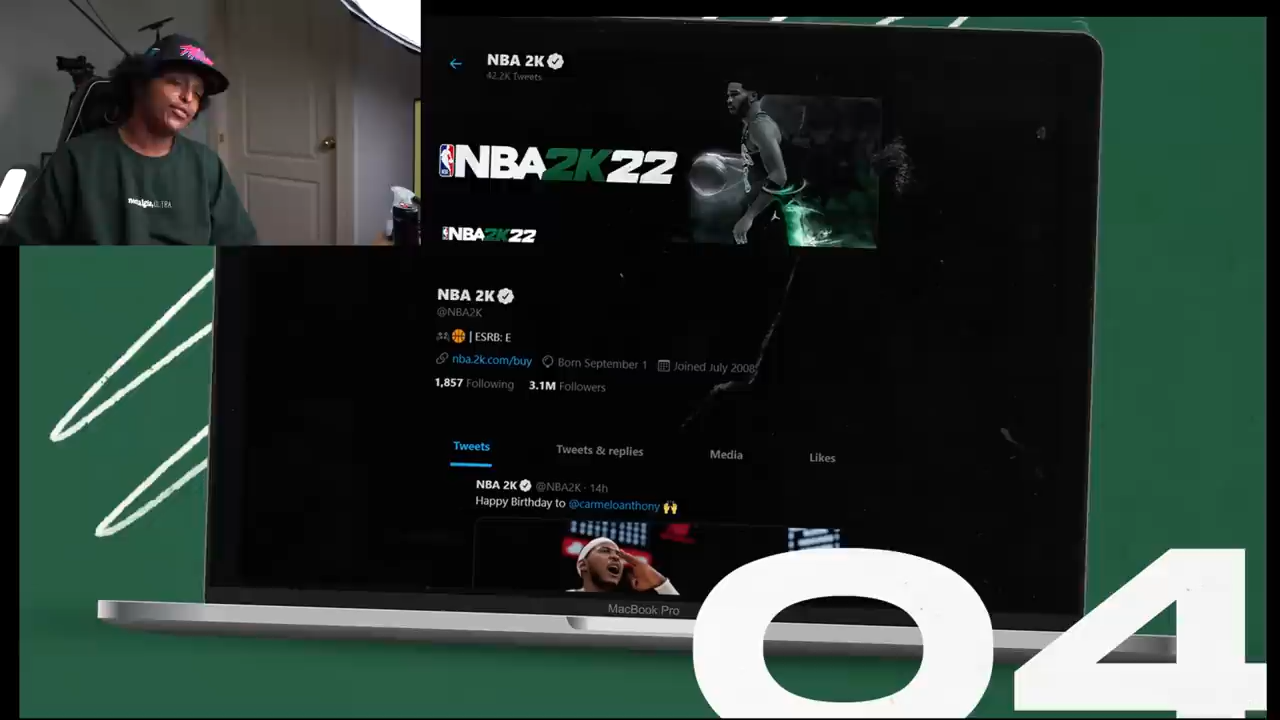 NBA 2K
42.2K Tweets
NBA2K22
NBA2K22
NBA 2K
@NBA2K
| ESRB: E
nba.2k.com/buy Born September 1 Joined July 2008
1,857 Following 3.1M Followers
Tweets Tweets & replies Media Likes
NBA 2K @NBA2K · 14h
Happy Birthday to @carmeloanthony 🙌
MacBook Pro
04
nostalgia, ULTRA